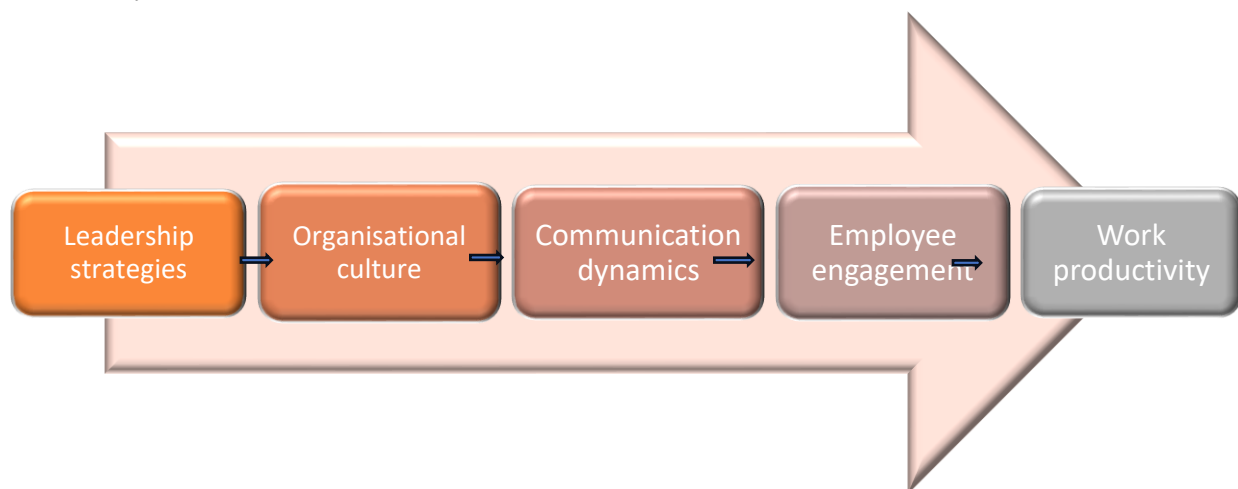 Leadership
strategies
Organisational
culture
Communication
dynamics
Employee
engagement
Work
productivity